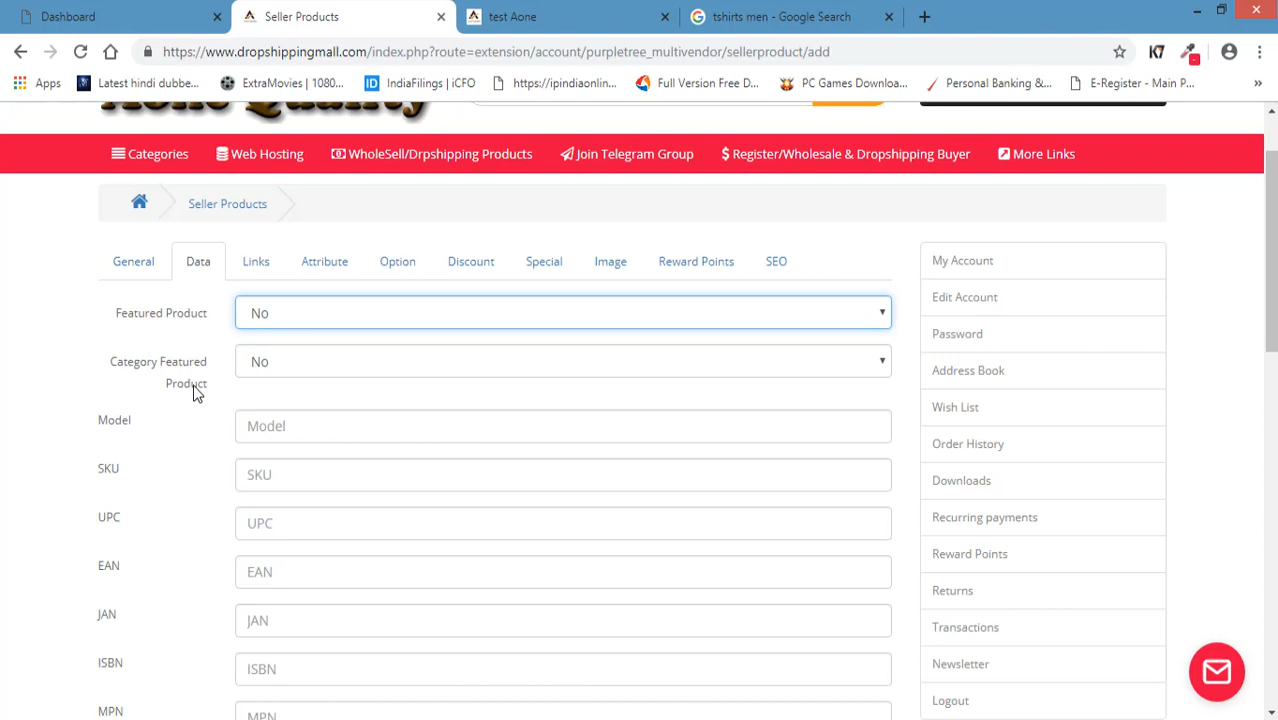 Dashboard
Seller Products
test Aone
tshirts men - Google Search
https://www.dropshippingmall.com/index.php?route=extension/account/purpletree_multivendor/sellerproduct/add
K7
Apps
Latest hindi dubbe...
ExtraMovies | 1080...
ID IndiaFilings | iCFO
https://ipindiaonlin...
Full Version Free D...
PC Games Downloa...
Personal Banking &...
E-Register - Main P...
»
Aone Quality
Categories
Web Hosting
WholeSell/Drpshipping Products
Join Telegram Group
$ Register/Wholesale & Dropshipping Buyer
More Links
Seller Products
General
Data
Links
Attribute
Option
Discount
Special
Image
Reward Points
SEO
Featured Product
No
Category Featured
Product
No
Model
Model
SKU
SKU
UPC
UPC
EAN
EAN
JAN
JAN
ISBN
ISBN
MPN
MPN
My Account
Edit Account
Password
Address Book
Wish List
Order History
Downloads
Recurring payments
Reward Points
Returns
Transactions
Newsletter
Logout